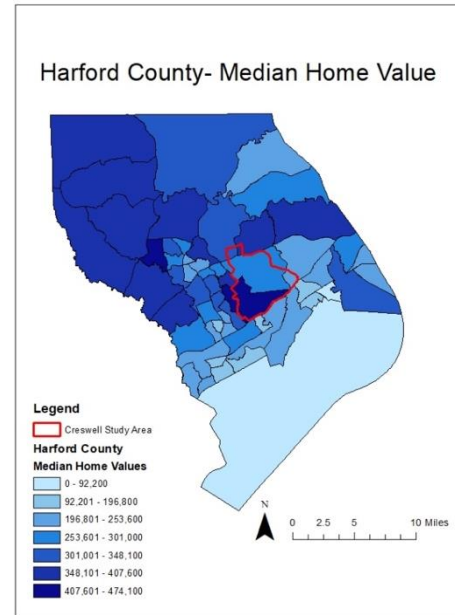 Harford County- Median Home Value
Legend
Creswell Study Area
Harford County
Median Home Values
0 - 92,200
92,201 - 196,800
196,801 - 253,600
253,601 - 301,000
301,001 - 348,100
348,101 - 407,600
407,601 - 474,100
N
0 2.5 5 10 Miles